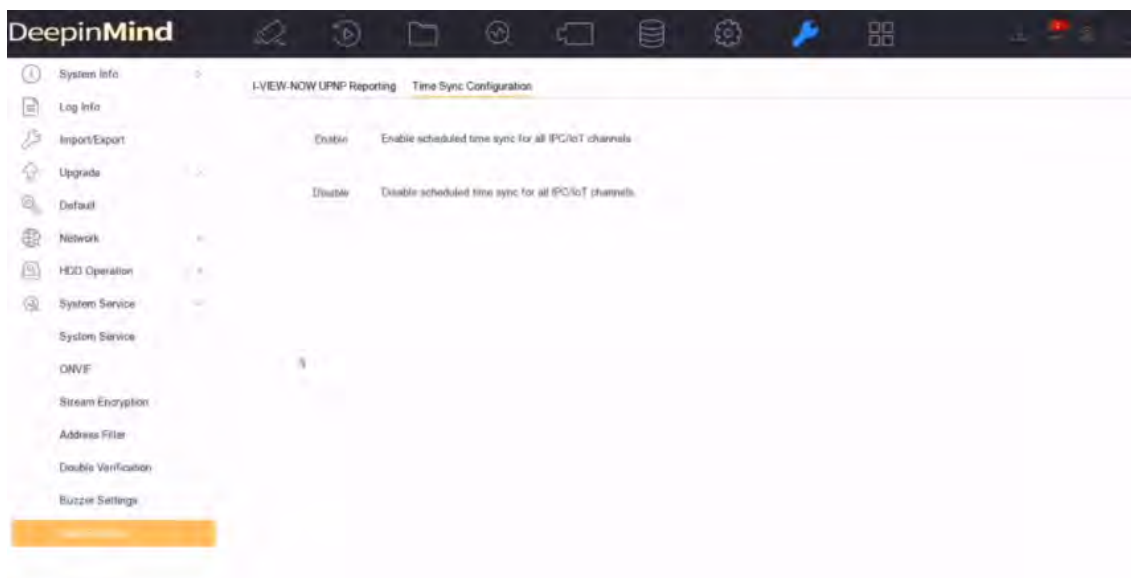 DeepinMind
System Info
Log Info
Import/Export
Upgrade
Default
Network
HDD Operation
System Service
System Service
ONVIF
Stream Encryption
Address Filter
Double Verification
Buzzer Settings
I-VIEW-NOW UPNP Reporting Time Sync Configuration
Enable Enable scheduled time sync for all IPC/IoT channels
Disable Disable scheduled time sync for all IPC/IoT channels.